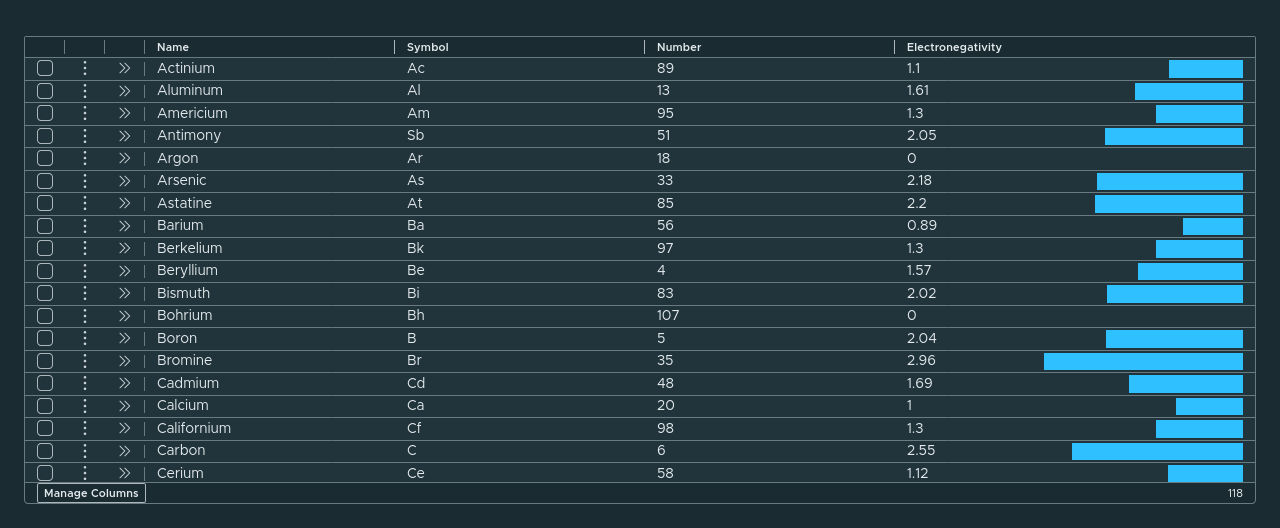 Name Symbol Number Electronegativity
Actinium Ac 89 1.1
Aluminum Al 13 1.61
Americium Am 95 1.3
Antimony Sb 51 2.05
Argon Ar 18 0
Arsenic As 33 2.18
Astatine At 85 2.2
Barium Ba 56 0.89
Berkelium Bk 97 1.3
Beryllium Be 4 1.57
Bismuth Bi 83 2.02
Bohrium Bh 107 0
Boron B 5 2.04
Bromine Br 35 2.96
Cadmium Cd 48 1.69
Calcium Ca 20 1
Californium Cf 98 1.3
Carbon C 6 2.55
Cerium Ce 58 1.12
Manage Columns 118